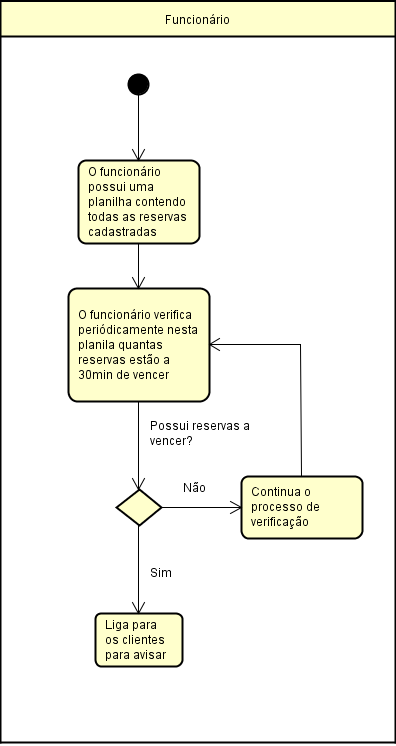 Funcionário
O funcionário
possui uma
planilha contendo
todas as reservas
cadastradas
O funcionário verifica
periódicamente nesta
planila quantas
reservas estão a
30min de vencer
Possui reservas a
vencer?
Não
Continua o
processo de
verificação
Sim
Liga para
os clientes
para avisar